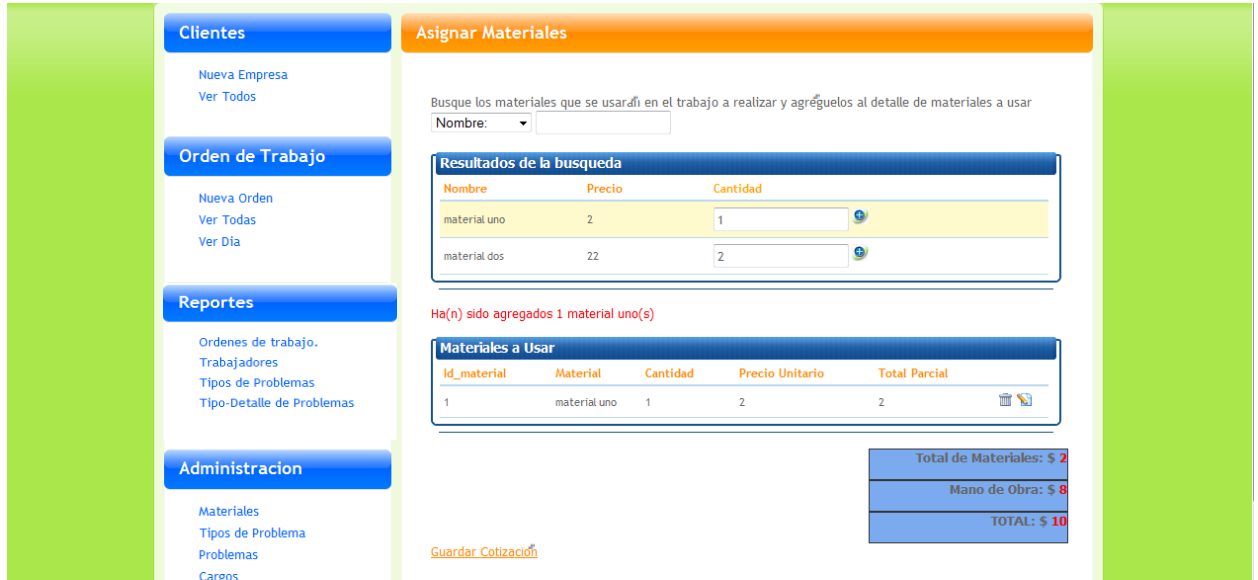 Clientes
Nueva Empresa
Ver Todos
Orden de Trabajo
Nueva Orden
Ver Todas
Ver Dia
Reportes
Ordenes de trabajo.
Trabajadores
Tipos de Problemas
Tipo-Detalle de Problemas
Administracion
Materiales
Tipos de Problema
Problemas
Cargos
Asignar Materiales
Busque los materiales que se usarán en el trabajo a realizar y agréguelos al detalle de materiales a usar
Nombre:
Resultados de la busqueda
Nombre Precio Cantidad
material uno 2 1
material dos 22 2
Ha(n) sido agregados 1 material uno(s)
Materiales a Usar
Id_material Material Cantidad Precio Unitario Total Parcial
1 material uno 1 2 2
Total de Materiales: $ 2
Mano de Obra: $ 8
TOTAL: $ 10
Guardar Cotización